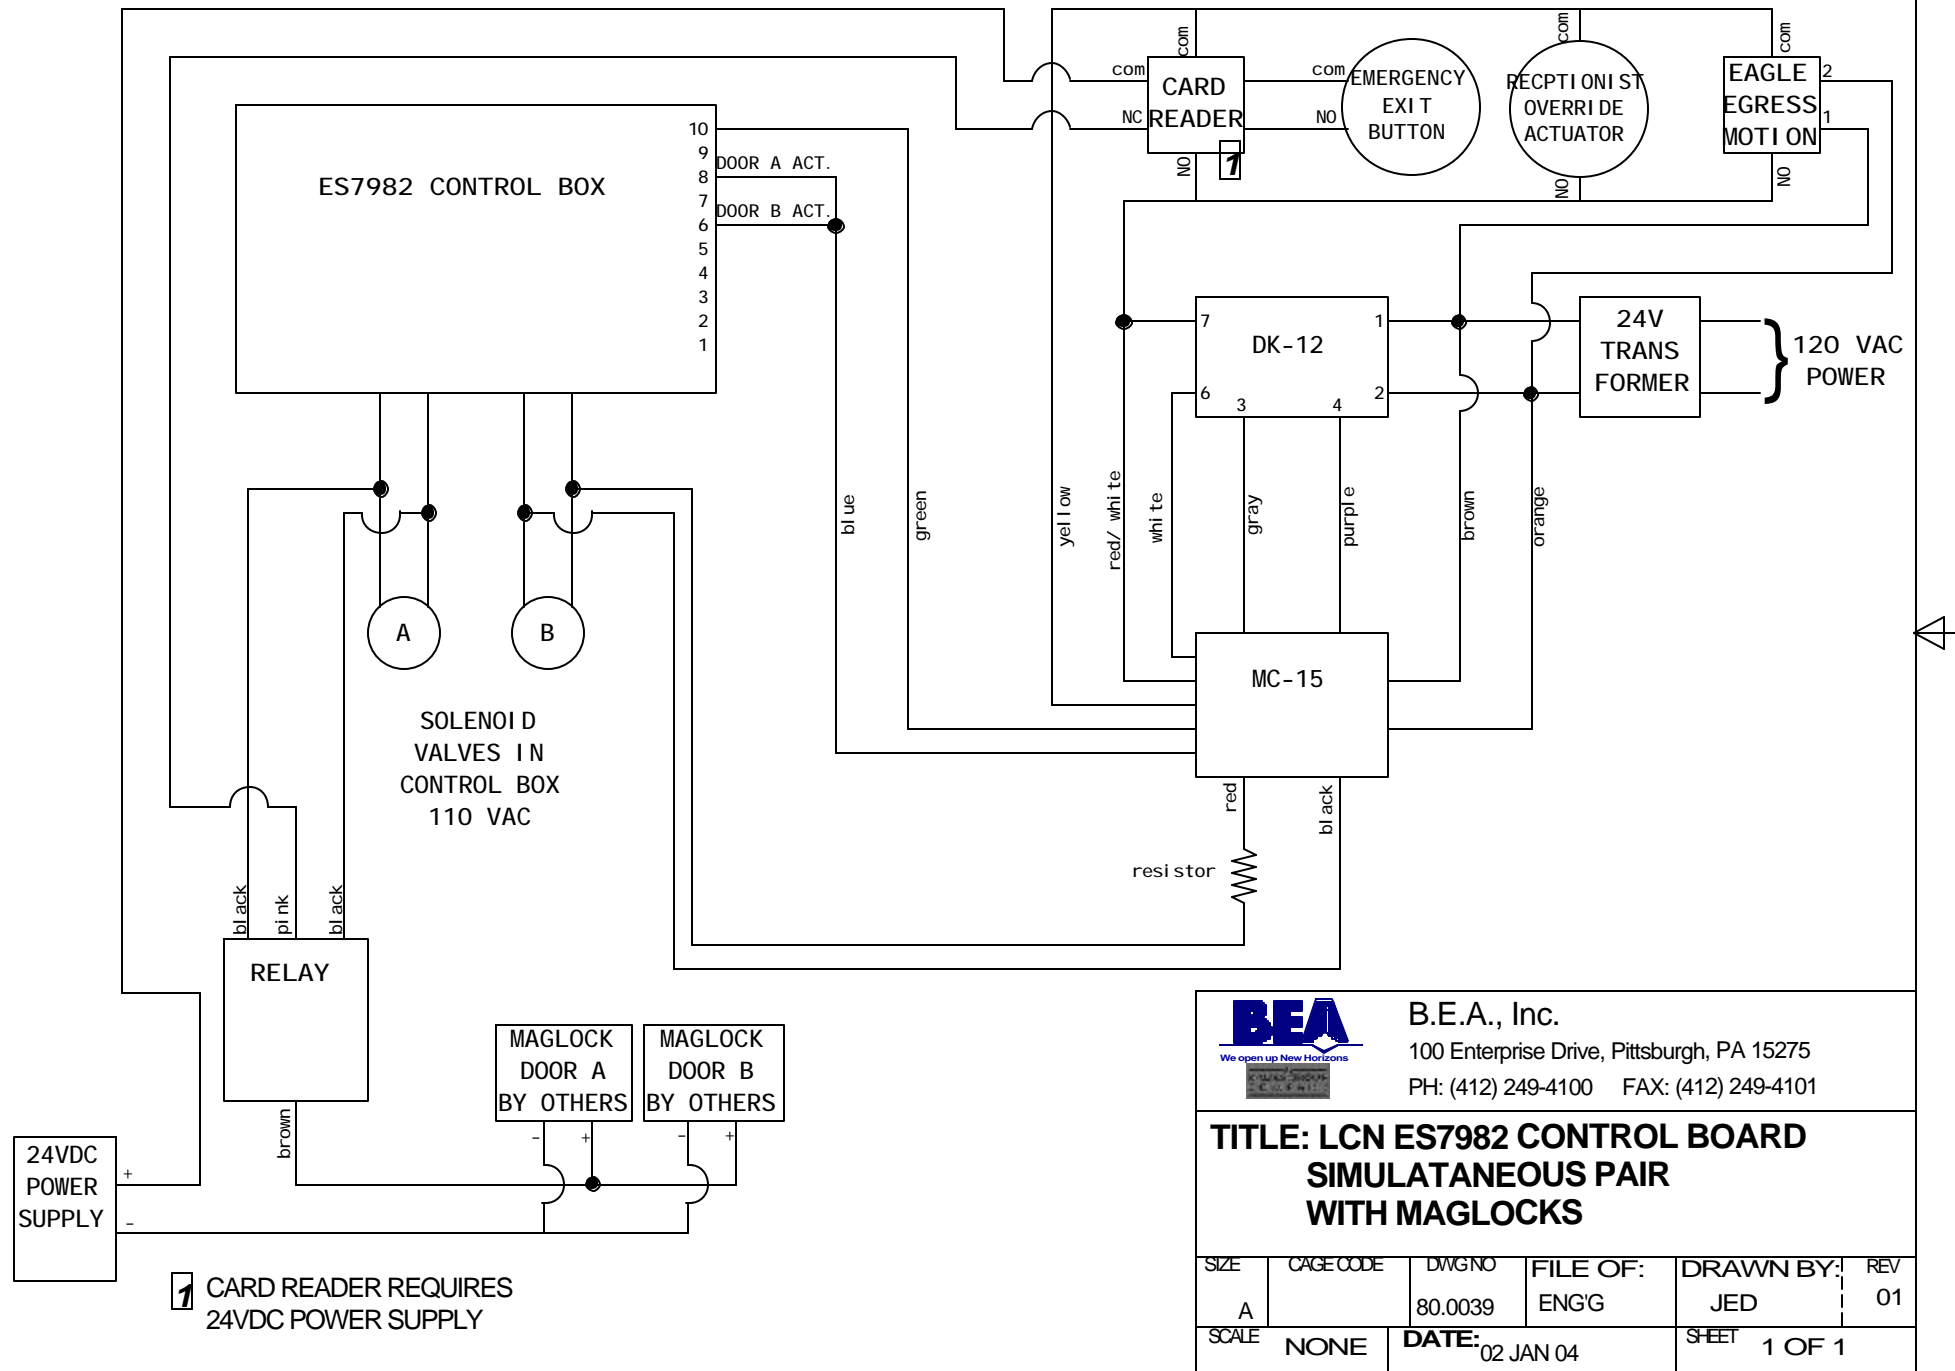 com
com
com
com
com
CARD
READER
NC
NO
1
EMERGENCY
EXIT
BUTTON
NO
RECPTIONIST
OVERRIDE
ACTUATOR
NO
EAGLE
EGRESS
MOTION
2
1
NO
ES7982 CONTROL BOX
10
9
8
7
6
5
4
3
2
1
DOOR A ACT.
DOOR B ACT.
DK-12
7
6
3
4
1
2
24V
TRANS
FORMER
120 VAC
POWER
blue
green
yellow
red/white
white
gray
purple
brown
orange
A
B
SOLENOID
VALVES IN
CONTROL BOX
110 VAC
MC-15
red
black
resistor
black
pink
black
RELAY
brown
MAGLOCK
DOOR A
BY OTHERS
- +
MAGLOCK
DOOR B
BY OTHERS
- +
24VDC
POWER
SUPPLY
+
-
1 CARD READER REQUIRES
24VDC POWER SUPPLY
BEA
We open up New Horizons
B.E.A., Inc.
100 Enterprise Drive, Pittsburgh, PA 15275
PH: (412) 249-4100 FAX: (412) 249-4101
TITLE: LCN ES7982 CONTROL BOARD
SIMULATANEOUS PAIR
WITH MAGLOCKS
SIZE
A
CAGE CODE
DWG NO
80.0039
FILE OF:
ENG'G
DRAWN BY:
JED
REV
01
SCALE NONE
DATE: 02 JAN 04
SHEET 1 OF 1